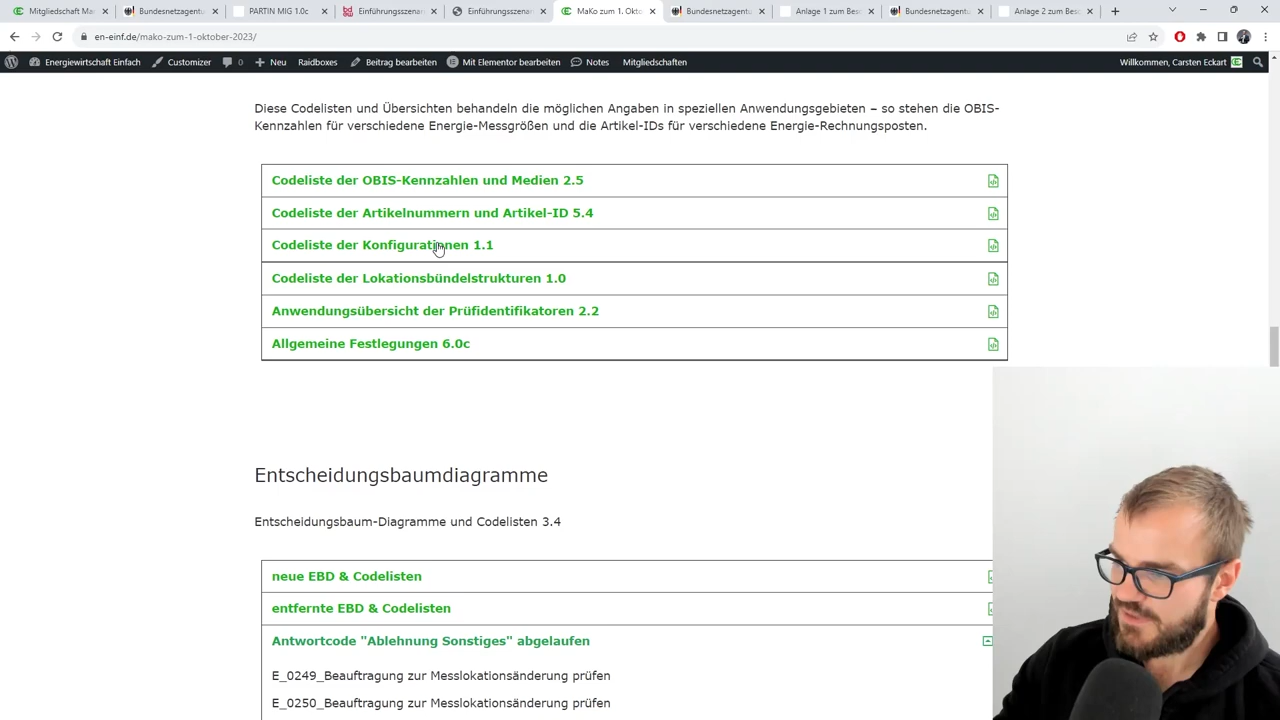 Mitgliedschaft Ma
Bundesnetzagentu
PARTIN MIG 1.0c
Einführungsszenar
Einführungsszenar
MaKo zum 1. Okto
Bundesnetzagentu
Anlage 1 zum Besc
Bundesnetzagentu
Anlage 2 zum Besc
en-einf.de/mako-zum-1-oktober-2023/
Energiewirtschaft Einfach
Customizer
0
Neu
Raidboxes
Beitrag bearbeiten
Mit Elementor bearbeiten
Notes
Mitgliedschaften
Willkommen, Carsten Eckart
Diese Codelisten und Übersichten behandeln die möglichen Angaben in speziellen Anwendungsgebieten – so stehen die OBIS-
Kennzahlen für verschiedene Energie-Messgrößen und die Artikel-IDs für verschiedene Energie-Rechnungsposten.
Codeliste der OBIS-Kennzahlen und Medien 2.5
Codeliste der Artikelnummern und Artikel-ID 5.4
Codeliste der Konfigurationen 1.1
Codeliste der Lokationsbündelstrukturen 1.0
Anwendungsübersicht der Prüfidentifikatoren 2.2
Allgemeine Festlegungen 6.0c
Entscheidungsbaumdiagramme
Entscheidungsbaum-Diagramme und Codelisten 3.4
neue EBD & Codelisten
entfernte EBD & Codelisten
Antwortcode "Ablehnung Sonstiges" abgelaufen
E_0249_Beauftragung zur Messlokationsänderung prüfen
E_0250_Beauftragung zur Messlokationsänderung prüfen